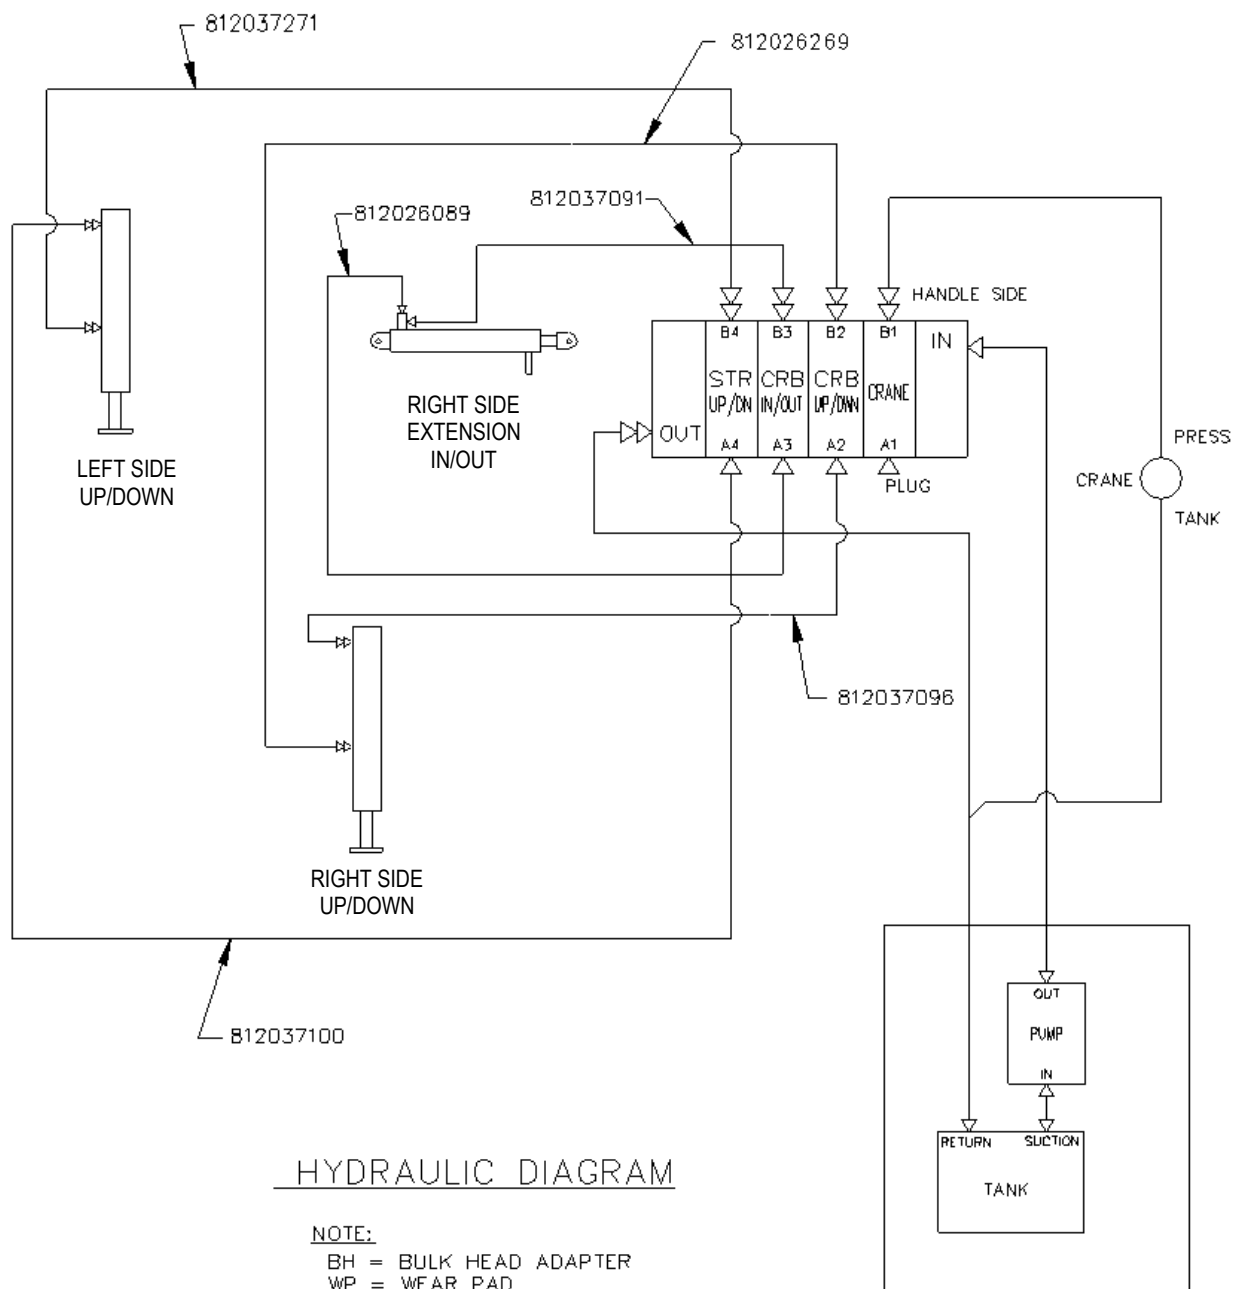 812037271
812026269
812037091
812026089
HANDLE SIDE
B4 B3 B2 B1
IN
STR CRB CRB
UP/DN IN/OUT UP/DWN CRANE
OUT
A4 A3 A2 A1
PLUG
RIGHT SIDE
EXTENSION
IN/OUT
LEFT SIDE
UP/DOWN
PRESS
CRANE
TANK
812037096
RIGHT SIDE
UP/DOWN
812037100
OUT
PUMP
IN
RETURN SUCTION
TANK
HYDRAULIC DIAGRAM
NOTE:
BH = BULK HEAD ADAPTER
WP = WEAR PAD